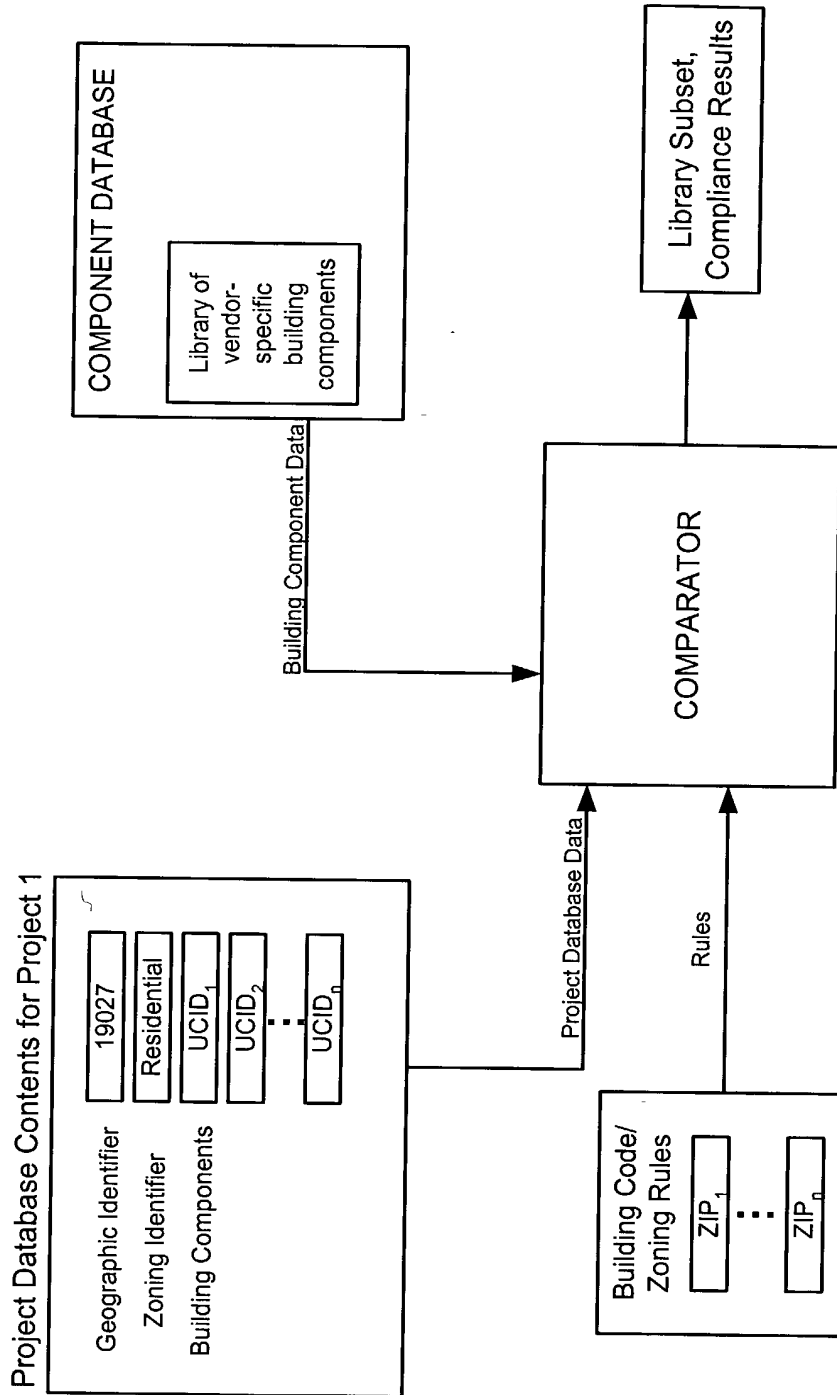 Project Database Contents for Project 1
Geographic Identifier
19027
Zoning Identifier
Residential
Building Components
UCID1
UCID2
UCIDn
Project Database Data
COMPONENT DATABASE
Library of
vendor-
specific
building
components
Building Component Data
Building Code/
Zoning Rules
ZIP1
ZIPn
Rules
COMPARATOR
Library Subset,
Compliance Results